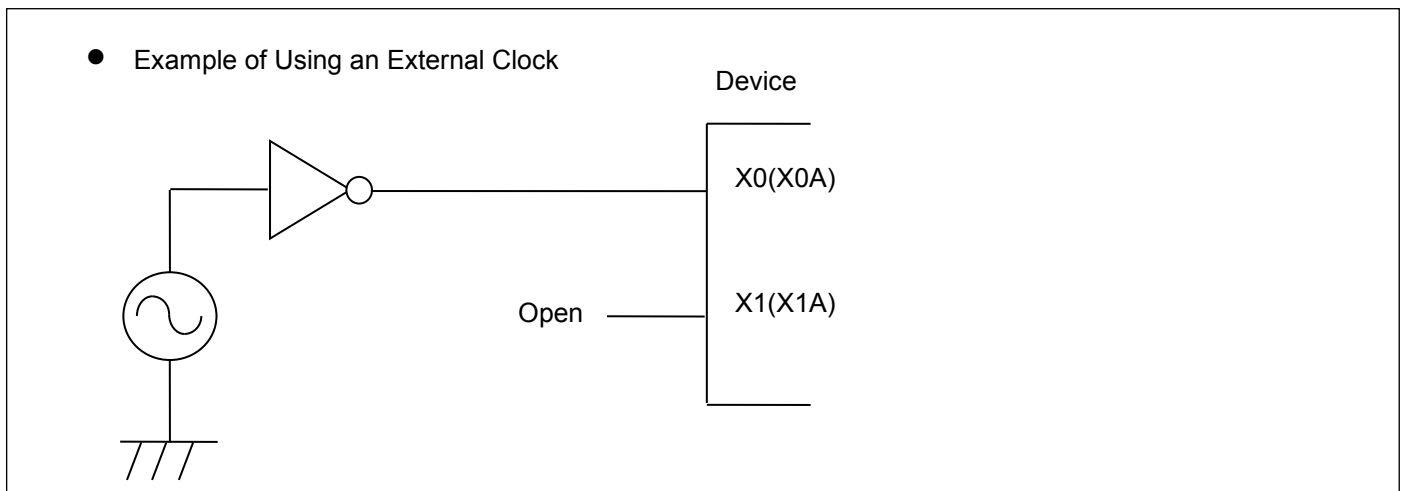 ● Example of Using an External Clock
Device
X0(X0A)
Open
X1(X1A)